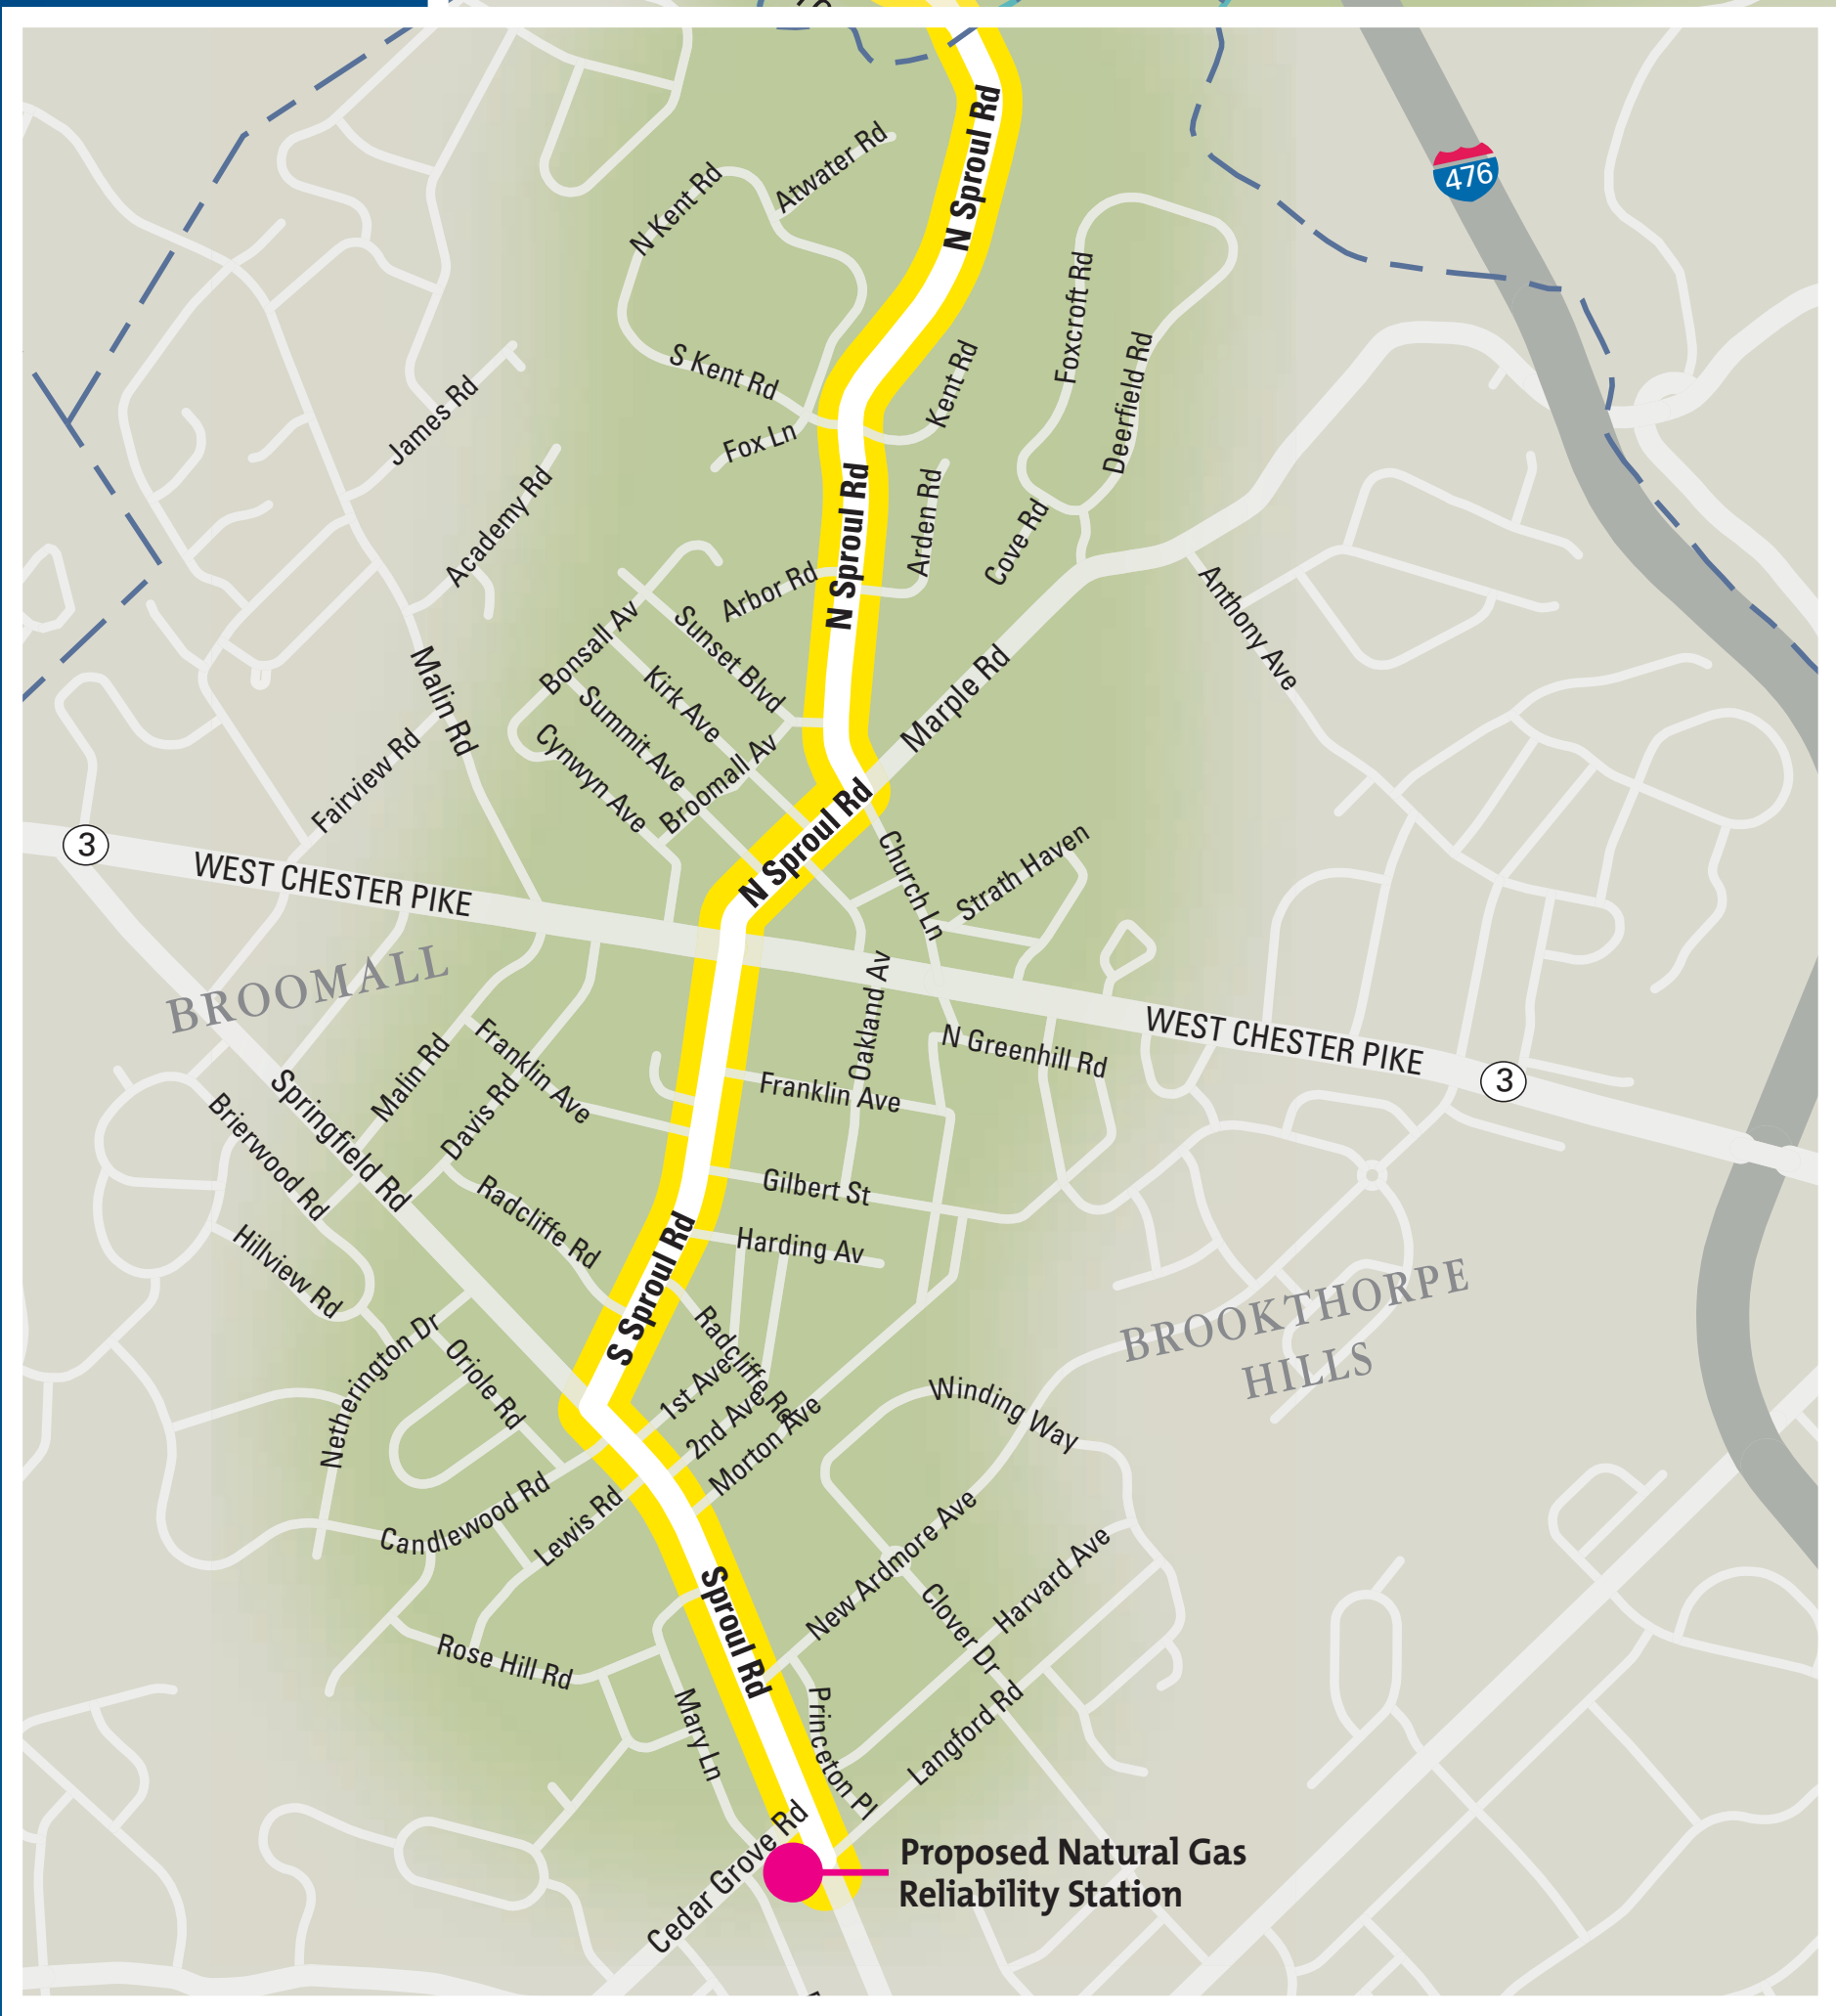 N Sproul Rd
476
Atwater Rd
N Kent Rd
Foxcroft Rd
S Kent Rd
Kent Rd
Deerfield Rd
James Rd
Fox Ln
Academy Rd
N Sproul Rd
Arden Rd
Cove Rd
Arbor Rd
Anthony Ave
Bonsall Av
Sunset Blvd
Malin Rd
Kirk Ave
Marple Rd
Summit Ave
Cynwyn Ave
Broomall Av
Fairview Rd
N Sproul Rd
3
WEST CHESTER PIKE
Church Ln
Strath Haven
BROOMALL
Oakland Av
WEST CHESTER PIKE
3
N Greenhill Rd
Malin Rd
Franklin Ave
Franklin Ave
Springfield Rd
Davis Rd
Brierwood Rd
Gilbert St
Radcliffe Rd
Hillview Rd
Harding Av
S Sproul Rd
BROOKTHORPE
HILLS
Netherington Dr
Oriole Rd
Radcliffe Rd
1st Ave
2nd Ave
Morton Ave
Winding Way
Candlewood Rd
Lewis Rd
New Ardmore Ave
Harvard Ave
Sproul Rd
Clover Dr
Rose Hill Rd
Mary Ln
Princeton Pl
Langford Rd
Cedar Grove Rd
Proposed Natural Gas
Reliability Station